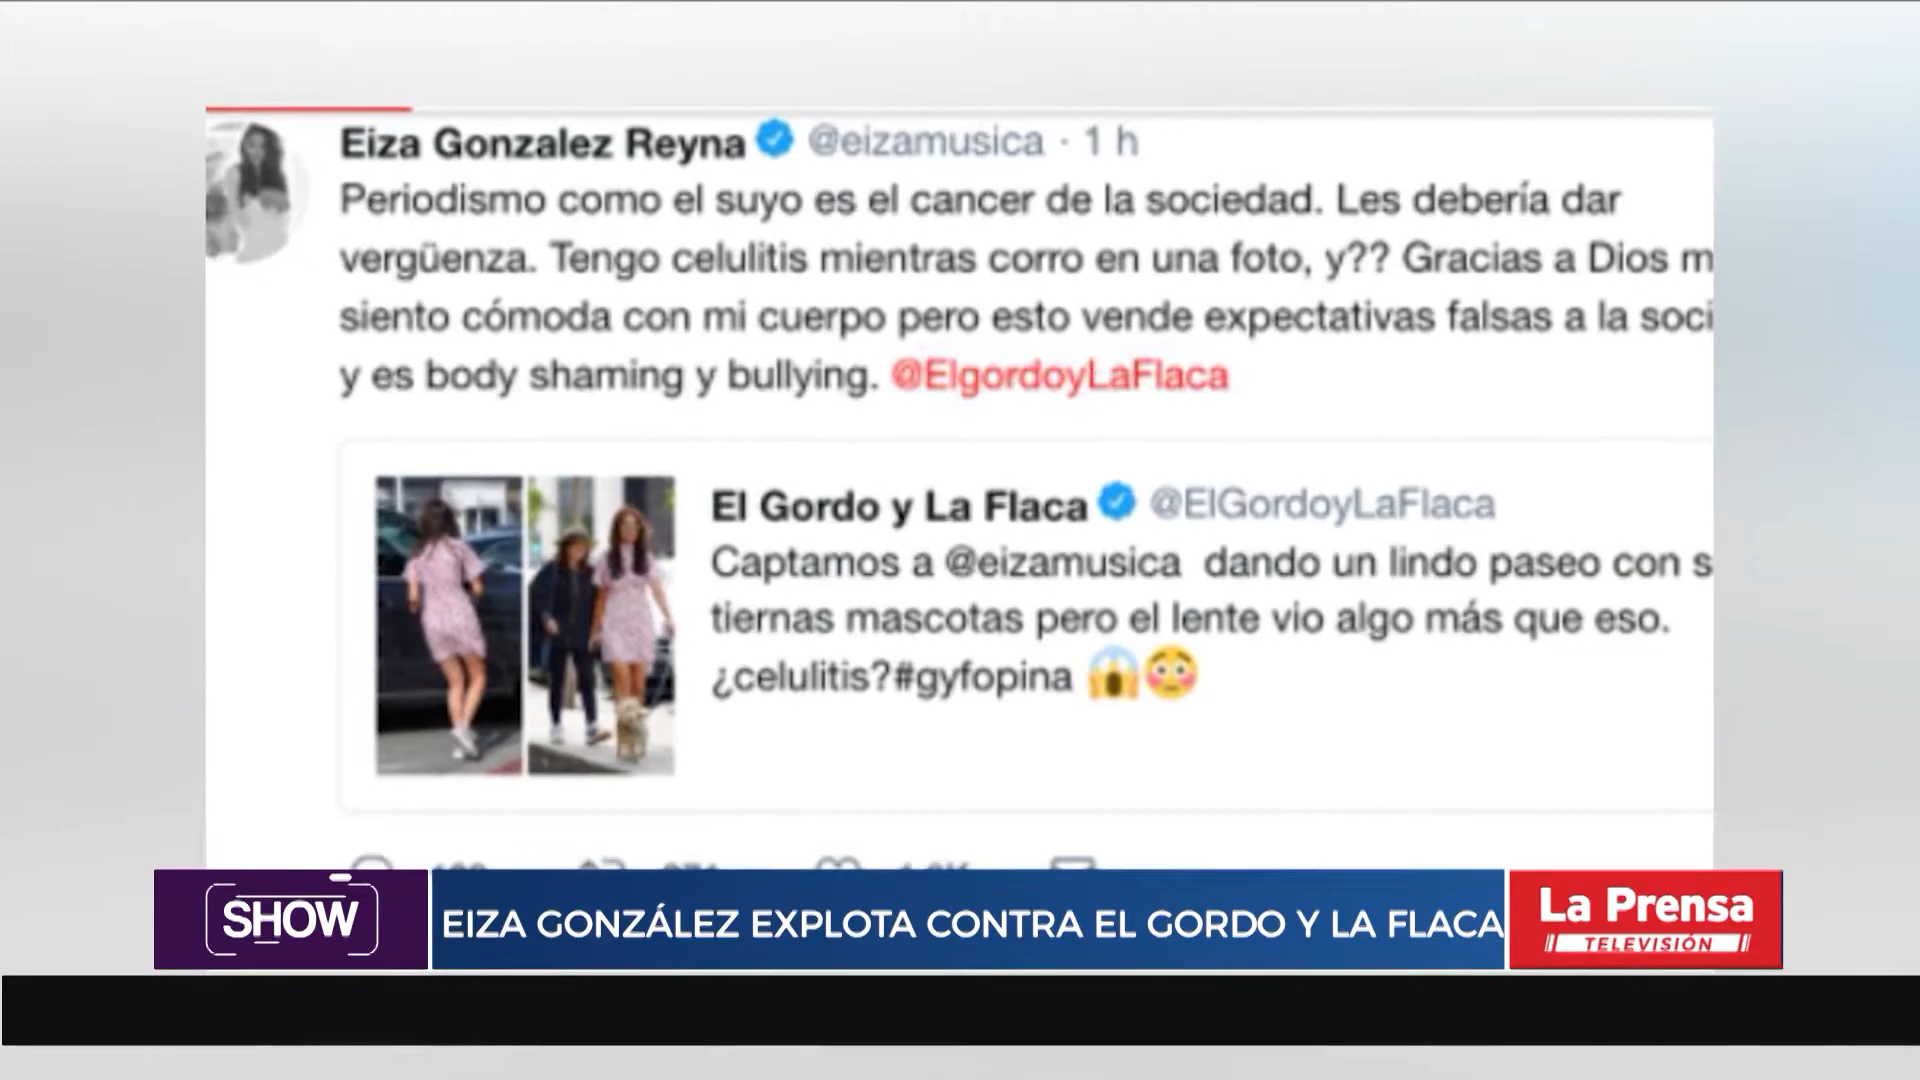 Eiza Gonzalez Reyna @eizamusica · 1 h
Periodismo como el suyo es el cancer de la sociedad. Les debería dar
vergüenza. Tengo celulitis mientras corro en una foto, y?? Gracias a Dios m
siento cómoda con mi cuerpo pero esto vende expectativas falsas a la soci
y es body shaming y bullying. @ElgordoyLaFlaca
El Gordo y La Flaca @ElGordoyLaFlaca
Captamos a @eizamusica dando un lindo paseo con s
tiernas mascotas pero el lente vio algo más que eso.
¿celulitis?#gyfopina 😱😳
SHOW
EIZA GONZÁLEZ EXPLOTA CONTRA EL GORDO Y LA FLACA
La Prensa
TELEVISIÓN